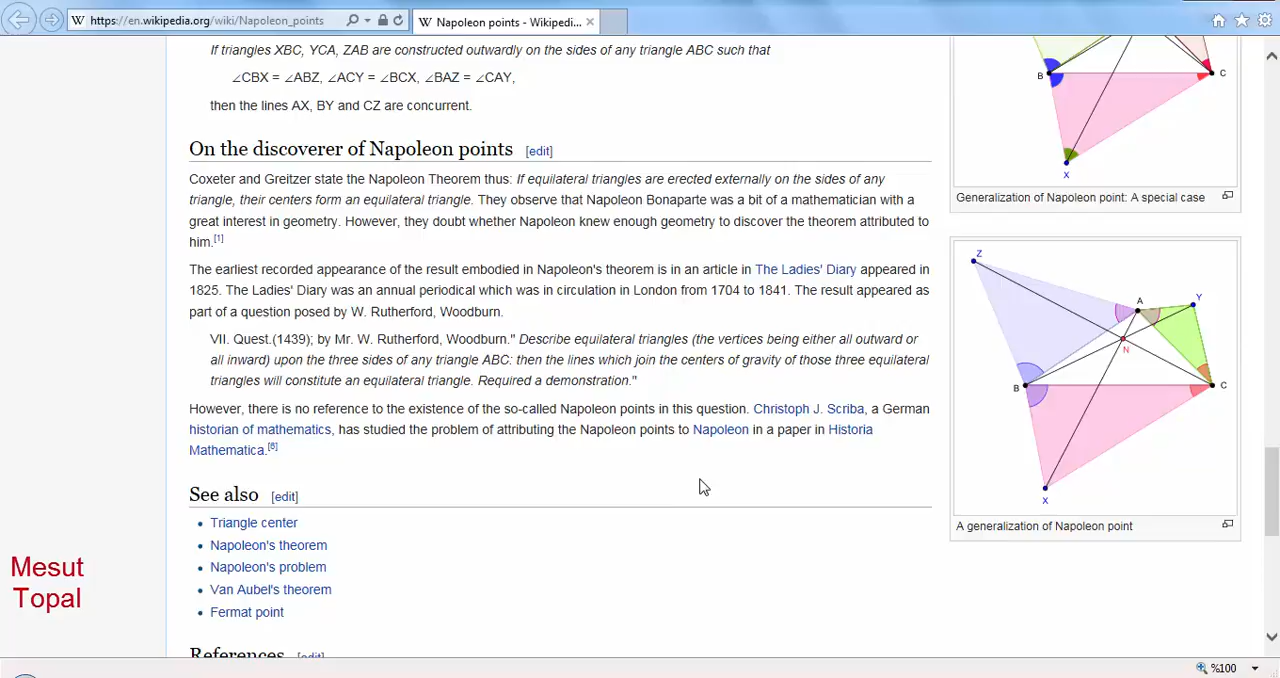 https://en.wikipedia.org/wiki/Napoleon_points
W Napoleon points - Wikipedi...
If triangles XBC, YCA, ZAB are constructed outwardly on the sides of any triangle ABC such that
∠CBX = ∠ABZ, ∠ACY = ∠BCX, ∠BAZ = ∠CAY,
then the lines AX, BY and CZ are concurrent.
On the discoverer of Napoleon points [edit]
Coxeter and Greitzer state the Napoleon Theorem thus: If equilateral triangles are erected externally on the sides of any
triangle, their centers form an equilateral triangle. They observe that Napoleon Bonaparte was a bit of a mathematician with a
great interest in geometry. However, they doubt whether Napoleon knew enough geometry to discover the theorem attributed to
him.[1]
The earliest recorded appearance of the result embodied in Napoleon's theorem is in an article in The Ladies' Diary appeared in
1825. The Ladies' Diary was an annual periodical which was in circulation in London from 1704 to 1841. The result appeared as
part of a question posed by W. Rutherford, Woodburn.
VII. Quest.(1439); by Mr. W. Rutherford, Woodburn." Describe equilateral triangles (the vertices being either all outward or
all inward) upon the three sides of any triangle ABC: then the lines which join the centers of gravity of those three equilateral
triangles will constitute an equilateral triangle. Required a demonstration."
However, there is no reference to the existence of the so-called Napoleon points in this question. Christoph J. Scriba, a German
historian of mathematics, has studied the problem of attributing the Napoleon points to Napoleon in a paper in Historia
Mathematica.[8]
See also [edit]
Triangle center
Napoleon's theorem
Napoleon's problem
Van Aubel's theorem
Fermat point
References [edit]
B
C
X
Generalization of Napoleon point: A special case
Z
A
Y
N
B
C
X
A generalization of Napoleon point
Mesut
Topal
%100